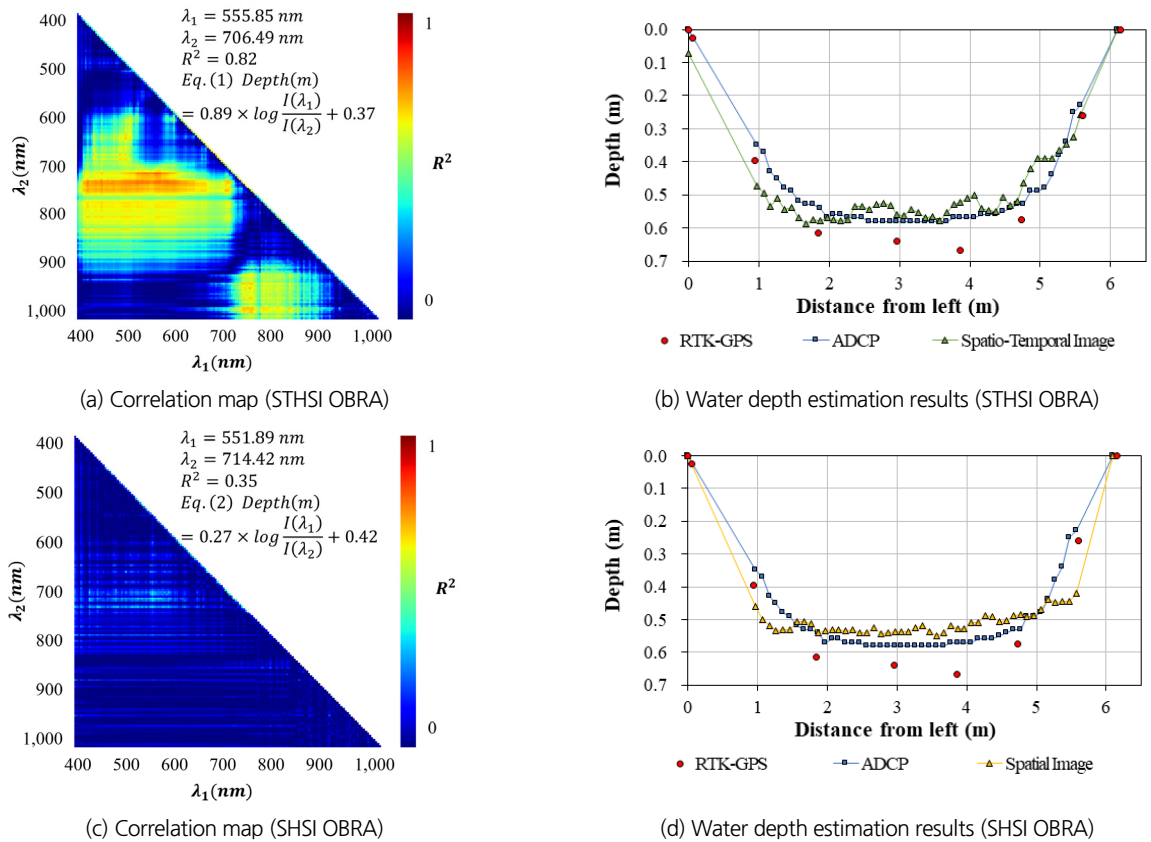 400
500
600
700
800
900
1,000
λ₂(nm)
400 500 600 700 800 900 1,000
λ₁(nm)
λ₁ = 555.85 nm
λ₂ = 706.49 nm
R² = 0.82
Eq.(1) Depth(m)
= 0.89 × log I(λ₁)/I(λ₂) + 0.37
1
R²
0
(a) Correlation map (STHSI OBRA)
0.0
0.1
0.2
0.3
0.4
0.5
0.6
0.7
Depth (m)
0 1 2 3 4 5 6
Distance from left (m)
RTK-GPS ADCP Spatio-Temporal Image
(b) Water depth estimation results (STHSI OBRA)
400
500
600
700
800
900
1,000
λ₂(nm)
400 500 600 700 800 900 1,000
λ₁(nm)
λ₁ = 551.89 nm
λ₂ = 714.42 nm
R² = 0.35
Eq.(2) Depth(m)
= 0.27 × log I(λ₁)/I(λ₂) + 0.42
1
R²
0
(c) Correlation map (SHSI OBRA)
0.0
0.1
0.2
0.3
0.4
0.5
0.6
0.7
Depth (m)
0 1 2 3 4 5 6
Distance from left (m)
RTK-GPS ADCP Spatial Image
(d) Water depth estimation results (SHSI OBRA)